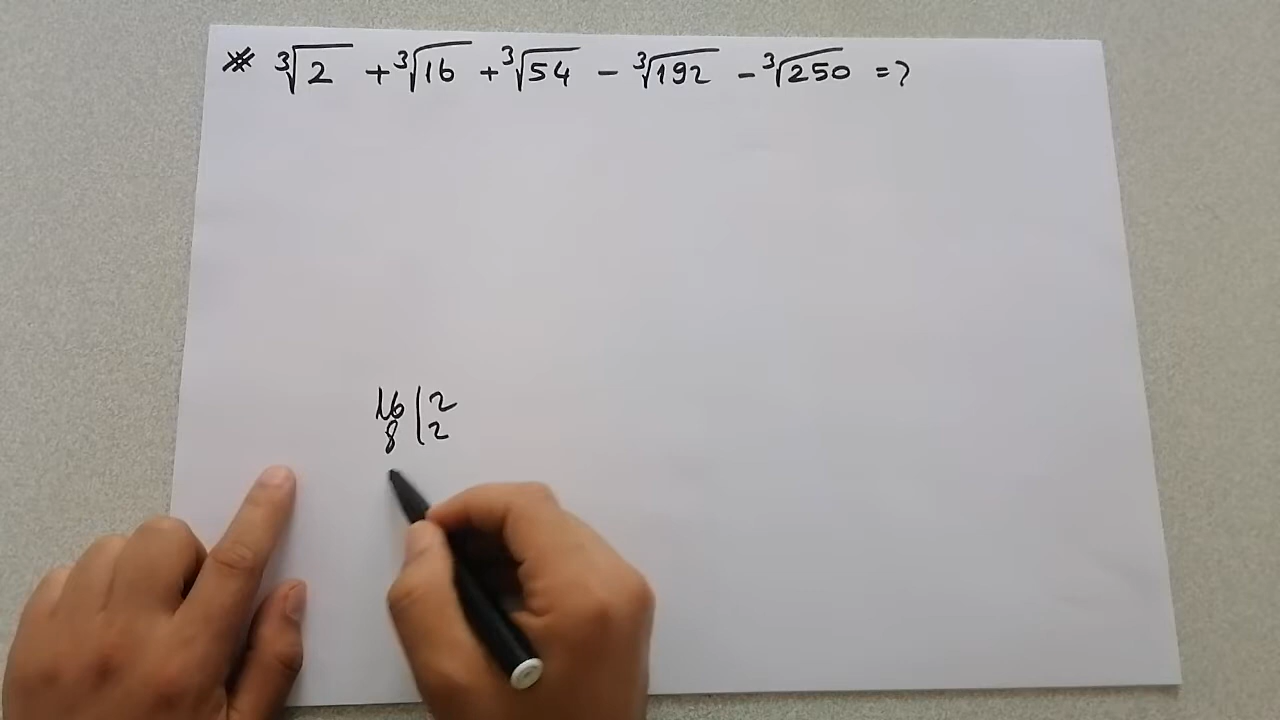 * ∛2 + ∛16 + ∛54 - ∛192 - ∛250 = ?
16 | 2
8 | 2